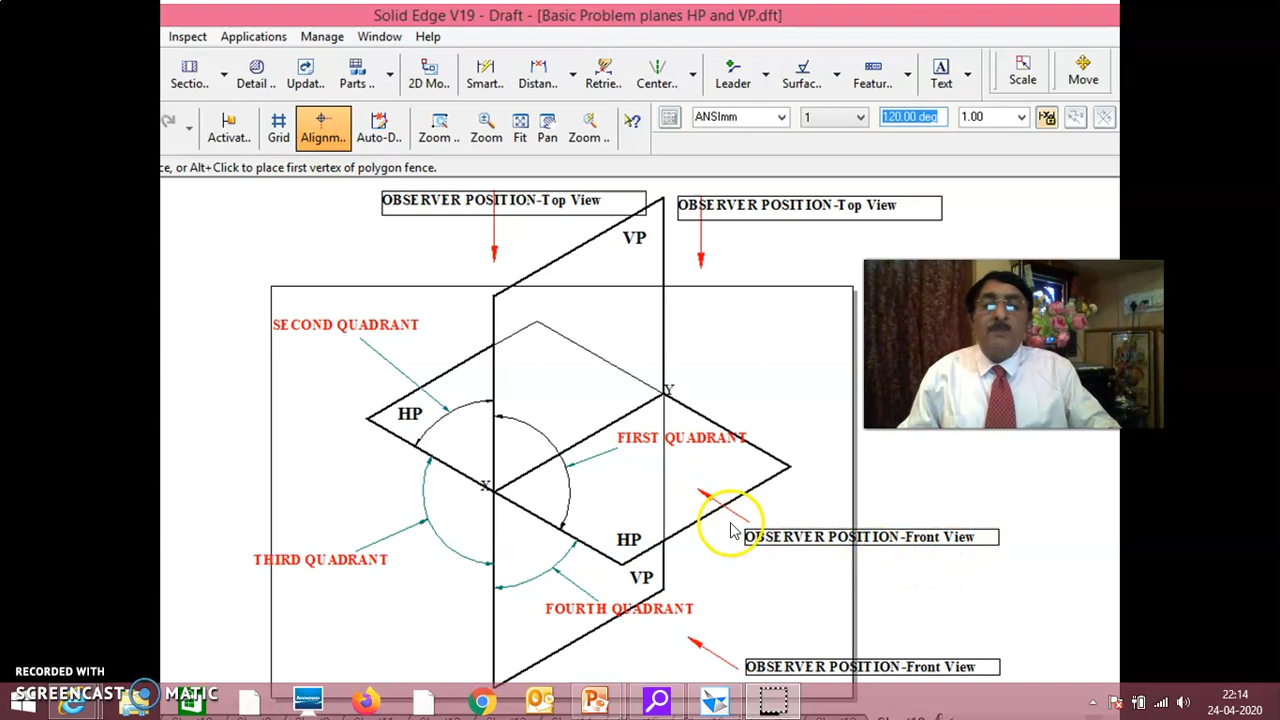 Solid Edge V19 - Draft - [Basic Problem planes HP and VP.dft]
Inspect Applications Manage Window Help
Sectio.. Detail .. Updat.. Parts .. 2D Mo.. Smart.. Distan.. Retrie.. Center.. Leader Surfac.. Featur.. Text Scale Move
Activat.. Grid Alignm.. Auto-D.. Zoom .. Zoom Fit Pan Zoom .. ANSImm 1 120.00 deg 1.00
ce, or Alt+Click to place first vertex of polygon fence.
OBSERVER POSITION-Top View
OBSERVER POSITION-Top View
VP
SECOND QUADRANT
Y
HP
FIRST QUADRANT
X
HP
OBSERVER POSITION-Front View
THIRD QUADRANT
VP
FOURTH QUADRANT
OBSERVER POSITION-Front View
RECORDED WITH
SCREENCAST MATIC
22:14
24-04-2020